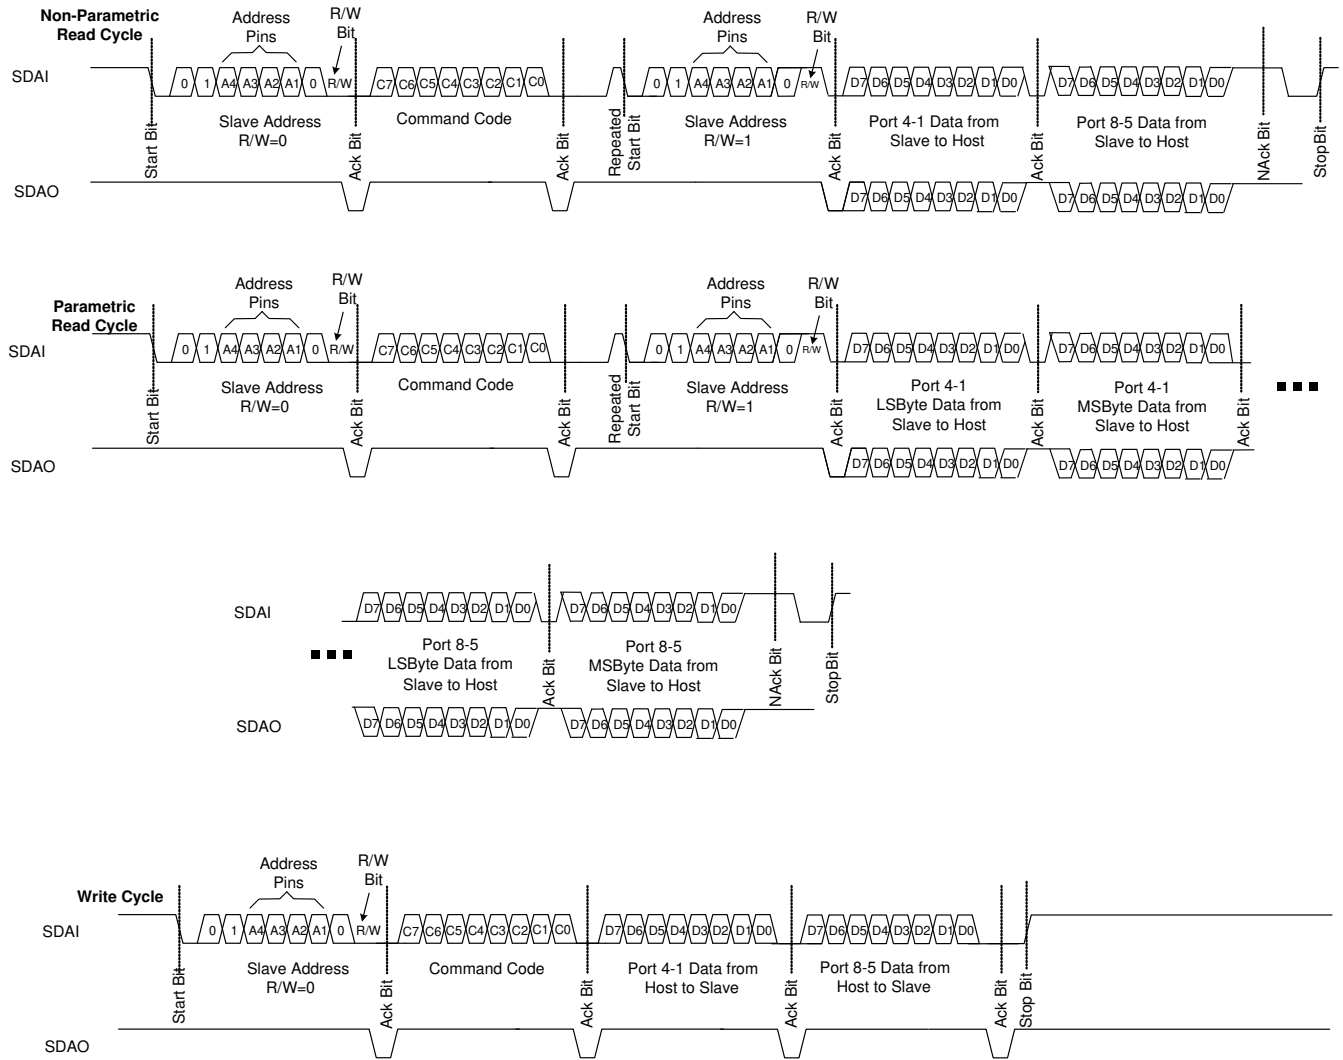 Non-Parametric
Read Cycle
Address
Pins
R/W
Bit
Address
Pins
R/W
Bit
SDAI
0 1 A4 A3 A2 A1 0 R/W C7 C6 C5 C4 C3 C2 C1 C0 0 1 A4 A3 A2 A1 0 R/W D7 D6 D5 D4 D3 D2 D1 D0 D7 D6 D5 D4 D3 D2 D1 D0
Start Bit
Slave Address
R/W=0
Ack Bit
Command Code
Ack Bit
Repeated
Start Bit
Slave Address
R/W=1
Ack Bit
Port 4-1 Data from
Slave to Host
Ack Bit
Port 8-5 Data from
Slave to Host
NAck Bit
StopBit
SDAO
D7 D6 D5 D4 D3 D2 D1 D0 D7 D6 D5 D4 D3 D2 D1 D0
Parametric
Read Cycle
Address
Pins
R/W
Bit
Address
Pins
R/W
Bit
SDAI
0 1 A4 A3 A2 A1 0 R/W C7 C6 C5 C4 C3 C2 C1 C0 0 1 A4 A3 A2 A1 0 R/W D7 D6 D5 D4 D3 D2 D1 D0 D7 D6 D5 D4 D3 D2 D1 D0
Start Bit
Slave Address
R/W=0
Ack Bit
Command Code
Ack Bit
Repeated
Start Bit
Slave Address
R/W=1
Ack Bit
Port 4-1
LSByte Data from
Slave to Host
Ack Bit
Port 4-1
MSByte Data from
Slave to Host
Ack Bit
SDAO
D7 D6 D5 D4 D3 D2 D1 D0 D7 D6 D5 D4 D3 D2 D1 D0
SDAI
D7 D6 D5 D4 D3 D2 D1 D0 D7 D6 D5 D4 D3 D2 D1 D0
Port 8-5
LSByte Data from
Slave to Host
Ack Bit
Port 8-5
MSByte Data from
Slave to Host
NAck Bit
StopBit
SDAO
D7 D6 D5 D4 D3 D2 D1 D0 D7 D6 D5 D4 D3 D2 D1 D0
Write Cycle
Address
Pins
R/W
Bit
SDAI
0 1 A4 A3 A2 A1 0 R/W C7 C6 C5 C4 C3 C2 C1 C0 D7 D6 D5 D4 D3 D2 D1 D0 D7 D6 D5 D4 D3 D2 D1 D0
Start Bit
Slave Address
R/W=0
Ack Bit
Command Code
Ack Bit
Port 4-1 Data from
Host to Slave
Ack Bit
Port 8-5 Data from
Host to Slave
Ack Bit
Stop Bit
SDAO